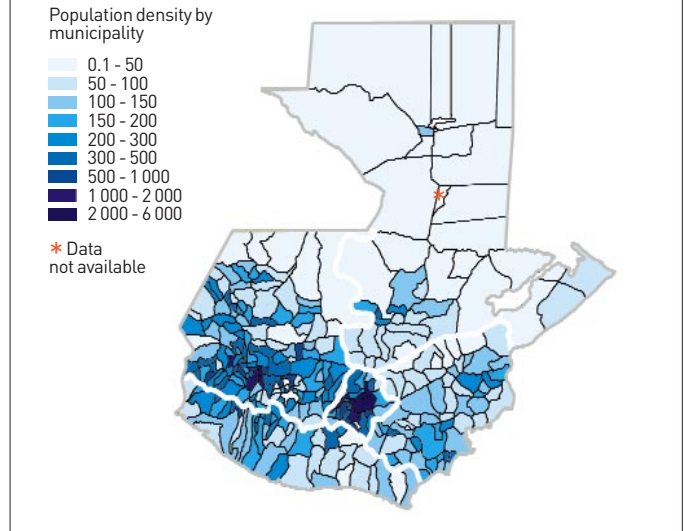 Population density by
municipality
0.1 - 50
50 - 100
100 - 150
150 - 200
200 - 300
300 - 500
500 - 1 000
1 000 - 2 000
2 000 - 6 000
* Data
not available